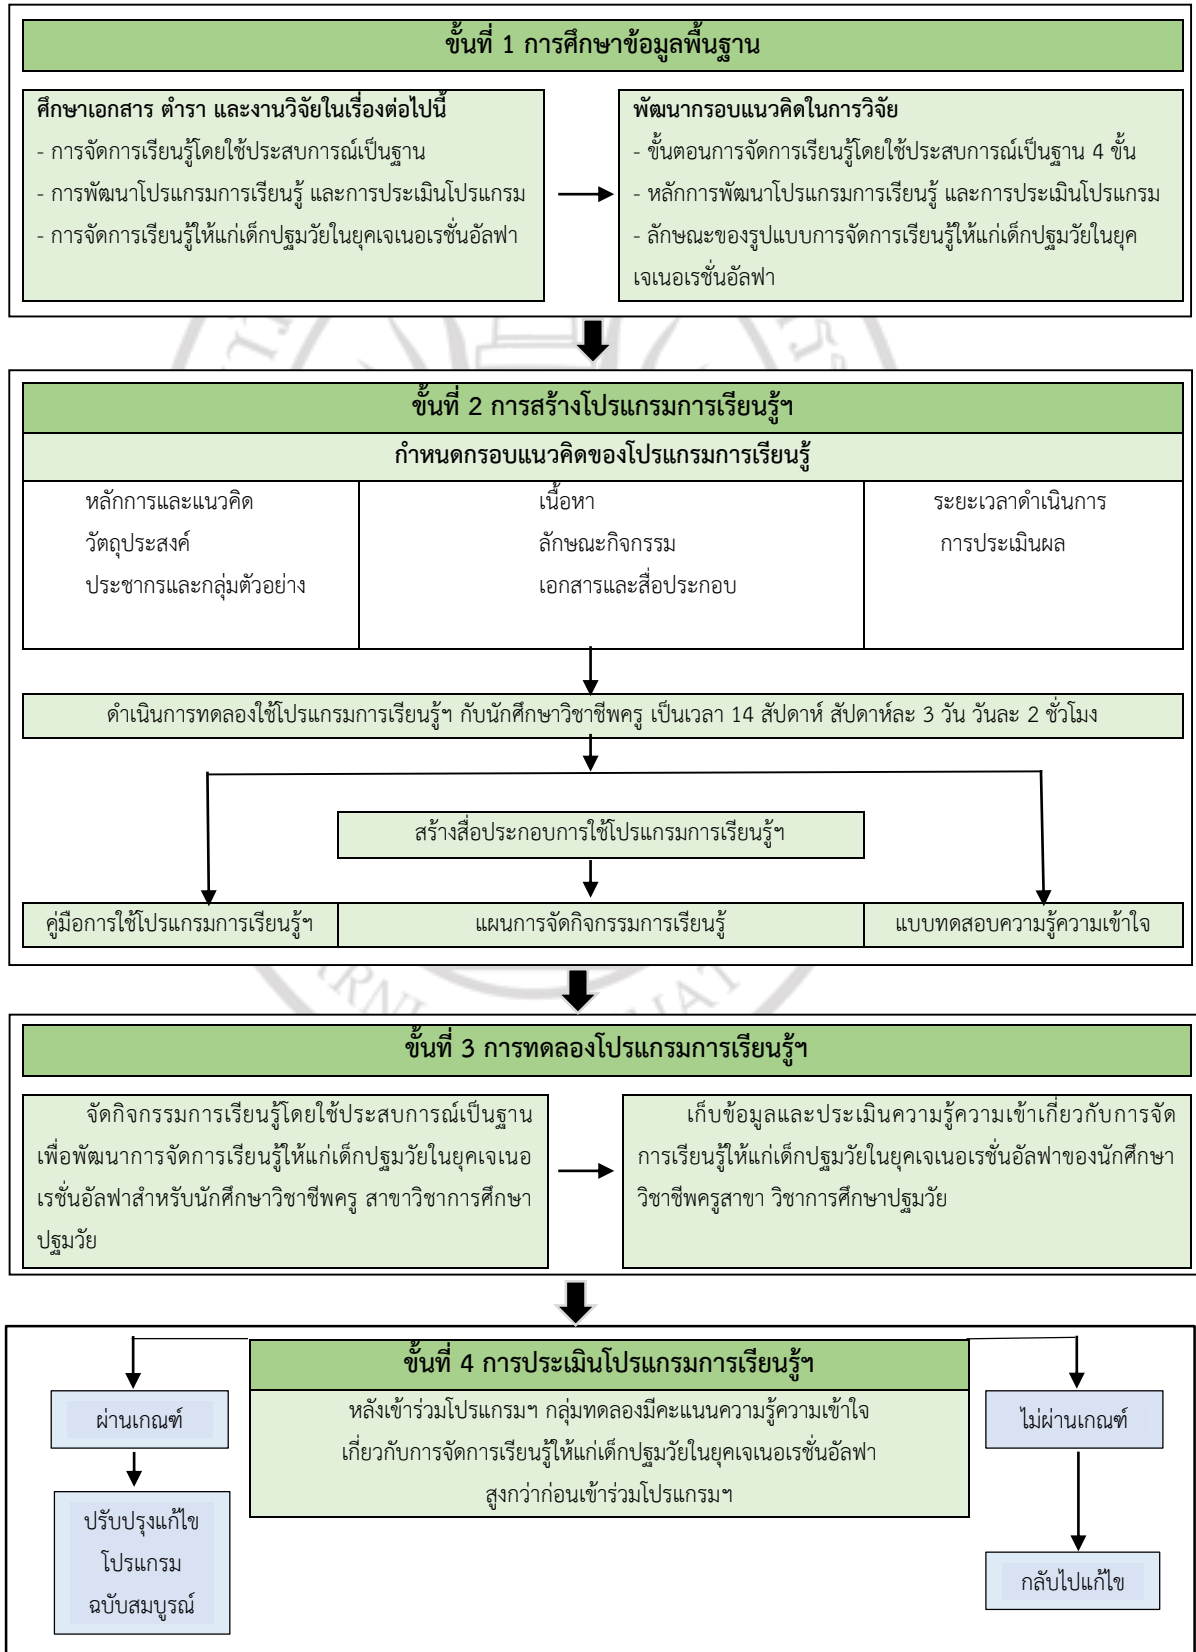 ขั้นที่ 1 การศึกษาข้อมูลพื้นฐาน
ศึกษาเอกสาร ตำรา และงานวิจัยในเรื่องต่อไปนี้
- การจัดการเรียนรู้โดยใช้ประสบการณ์เป็นฐาน
- การพัฒนาโปรแกรมการเรียนรู้ และการประเมินโปรแกรม
- การจัดการเรียนรู้ให้แก่เด็กปฐมวัยในยุคเจเนอเรชั่นอัลฟา
พัฒนากรอบแนวคิดในการวิจัย
- ขั้นตอนการจัดการเรียนรู้โดยใช้ประสบการณ์เป็นฐาน 4 ขั้น
- หลักการพัฒนาโปรแกรมการเรียนรู้ และการประเมินโปรแกรม
- ลักษณะของรูปแบบการจัดการเรียนรู้ให้แก่เด็กปฐมวัยในยุค
เจเนอเรชั่นอัลฟา
ขั้นที่ 2 การสร้างโปรแกรมการเรียนรู้ฯ
กำหนดกรอบแนวคิดของโปรแกรมการเรียนรู้
หลักการและแนวคิด
วัตถุประสงค์
ประชากรและกลุ่มตัวอย่าง
เนื้อหา
ลักษณะกิจกรรม
เอกสารและสื่อประกอบ
ระยะเวลาดำเนินการ
การประเมินผล
ดำเนินการทดลองใช้โปรแกรมการเรียนรู้ฯ กับนักศึกษาวิชาชีพครู เป็นเวลา 14 สัปดาห์ สัปดาห์ละ 3 วัน วันละ 2 ชั่วโมง
สร้างสื่อประกอบการใช้โปรแกรมการเรียนรู้ฯ
คู่มือการใช้โปรแกรมการเรียนรู้ฯ
แผนการจัดกิจกรรมการเรียนรู้
แบบทดสอบความรู้ความเข้าใจ
ขั้นที่ 3 การทดลองโปรแกรมการเรียนรู้ฯ
จัดกิจกรรมการเรียนรู้โดยใช้ประสบการณ์เป็นฐาน
เพื่อพัฒนาการจัดการเรียนรู้ให้แก่เด็กปฐมวัยในยุคเจเนอ
เรชั่นอัลฟาสำหรับนักศึกษาวิชาชีพครู สาขาวิชาการศึกษา
ปฐมวัย
เก็บข้อมูลและประเมินความรู้ความเข้าเกี่ยวกับการจัด
การเรียนรู้ให้แก่เด็กปฐมวัยในยุคเจเนอเรชั่นอัลฟาของนักศึกษา
วิชาชีพครูสาขา วิชาการศึกษาปฐมวัย
ขั้นที่ 4 การประเมินโปรแกรมการเรียนรู้ฯ
หลังเข้าร่วมโปรแกรมฯ กลุ่มทดลองมีคะแนนความรู้ความเข้าใจ
เกี่ยวกับการจัดการเรียนรู้ให้แก่เด็กปฐมวัยในยุคเจเนอเรชั่นอัลฟา
สูงกว่าก่อนเข้าร่วมโปรแกรมฯ
ผ่านเกณฑ์
ปรับปรุงแก้ไข
โปรแกรม
ฉบับสมบูรณ์
ไม่ผ่านเกณฑ์
กลับไปแก้ไข